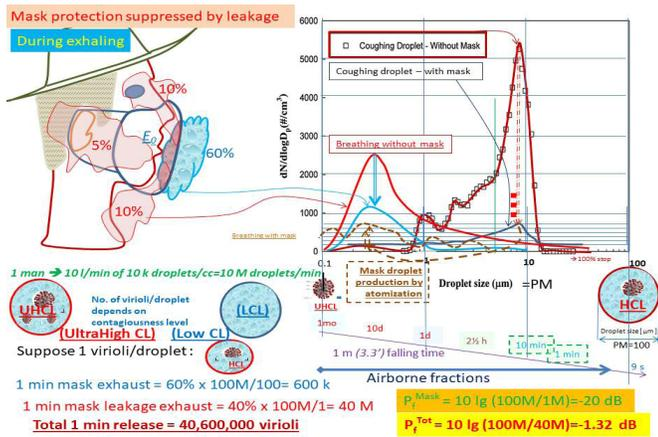 Mask protection suppressed by leakage
During exhaling
10%
5%
E0
60%
10%
Breathing with mask
6000
5000
4000
3000
2000
1000
0
dN/dlogDp(#/cm3)
Coughing Droplet - Without Mask
Coughing droplet – with mask
Breathing without mask
→100% stop
0.1
1
10
100
Mask droplet
production by
atomization
Droplet size (µm) =PM
1 man → 10 l/min of 10 k droplets/cc=10 M droplets/min
UHCL
No. of virioli/droplet
depends on
contagiousness level
(LCL)
(UltraHigh CL)
(Low CL)
Suppose 1 virioli/droplet :
HCL
UHCL
HCL
Droplet size [µm]
PM=100
1mo
10d
1d
2½ h
10 min
1 min
9 s
1 m (3.3') falling time
Airborne fractions
1 min mask exhaust = 60% x 100M/100= 600 k
1 min mask leakage exhaust = 40% x 100M/1= 40 M
Total 1 min release = 40,600,000 virioli
PfMask = 10 lg (100M/1M)=-20 dB
PfTot = 10 lg (100M/40M)=-1.32 dB